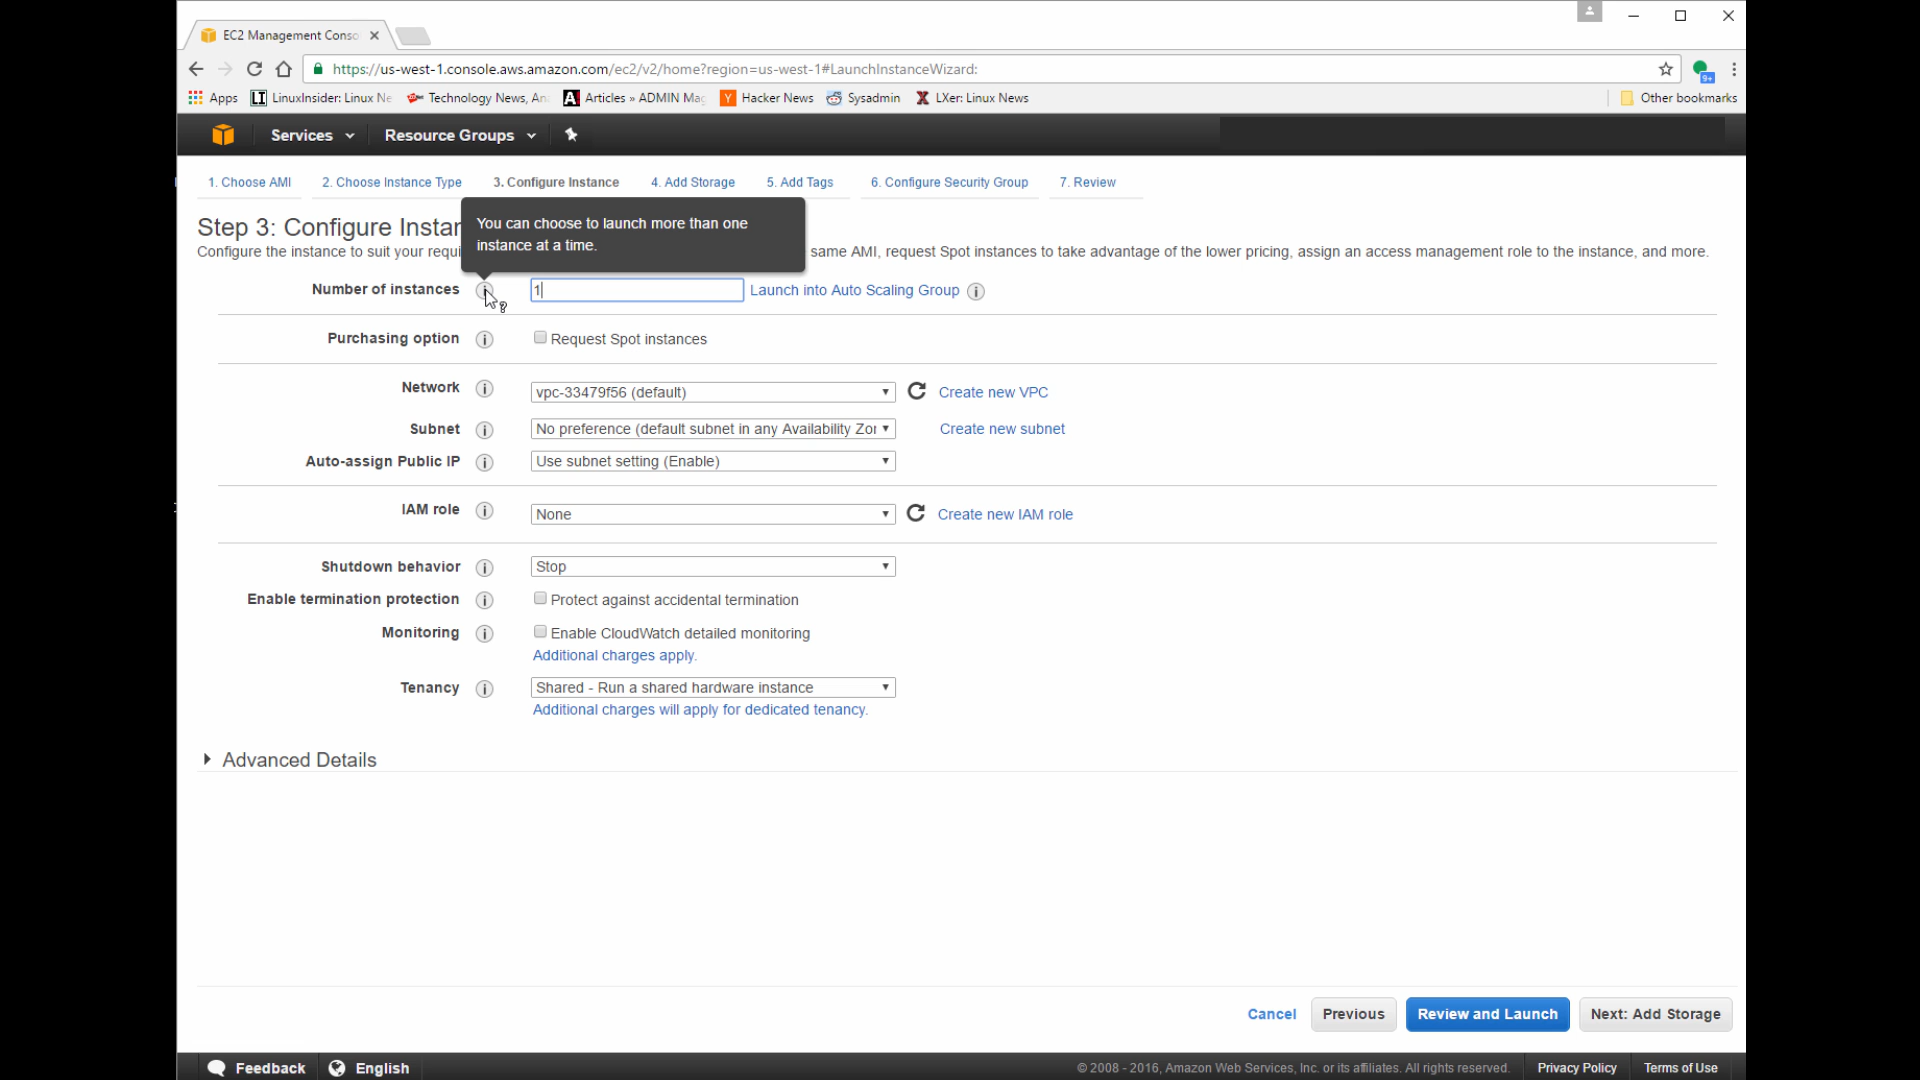 EC2 Management Conso
https://us-west-1.console.aws.amazon.com/ec2/v2/home?region=us-west-1#LaunchInstanceWizard:
9+
Apps LinuxInsider: Linux Ne Technology News, Ana Articles » ADMIN Mag Hacker News Sysadmin LXer: Linux News Other bookmarks
Services Resource Groups
1. Choose AMI 2. Choose Instance Type 3. Configure Instance 4. Add Storage 5. Add Tags 6. Configure Security Group 7. Review
Step 3: Configure Instan
You can choose to launch more than one
instance at a time.
Configure the instance to suit your requi same AMI, request Spot instances to take advantage of the lower pricing, assign an access management role to the instance, and more.
Number of instances 1 Launch into Auto Scaling Group
Purchasing option Request Spot instances
Network vpc-33479f56 (default) Create new VPC
Subnet No preference (default subnet in any Availability Zon Create new subnet
Auto-assign Public IP Use subnet setting (Enable)
IAM role None Create new IAM role
Shutdown behavior Stop
Enable termination protection Protect against accidental termination
Monitoring Enable CloudWatch detailed monitoring
Additional charges apply.
Tenancy Shared - Run a shared hardware instance
Additional charges will apply for dedicated tenancy.
Advanced Details
Cancel Previous Review and Launch Next: Add Storage
Feedback English © 2008 - 2016, Amazon Web Services, Inc. or its affiliates. All rights reserved. Privacy Policy Terms of Use